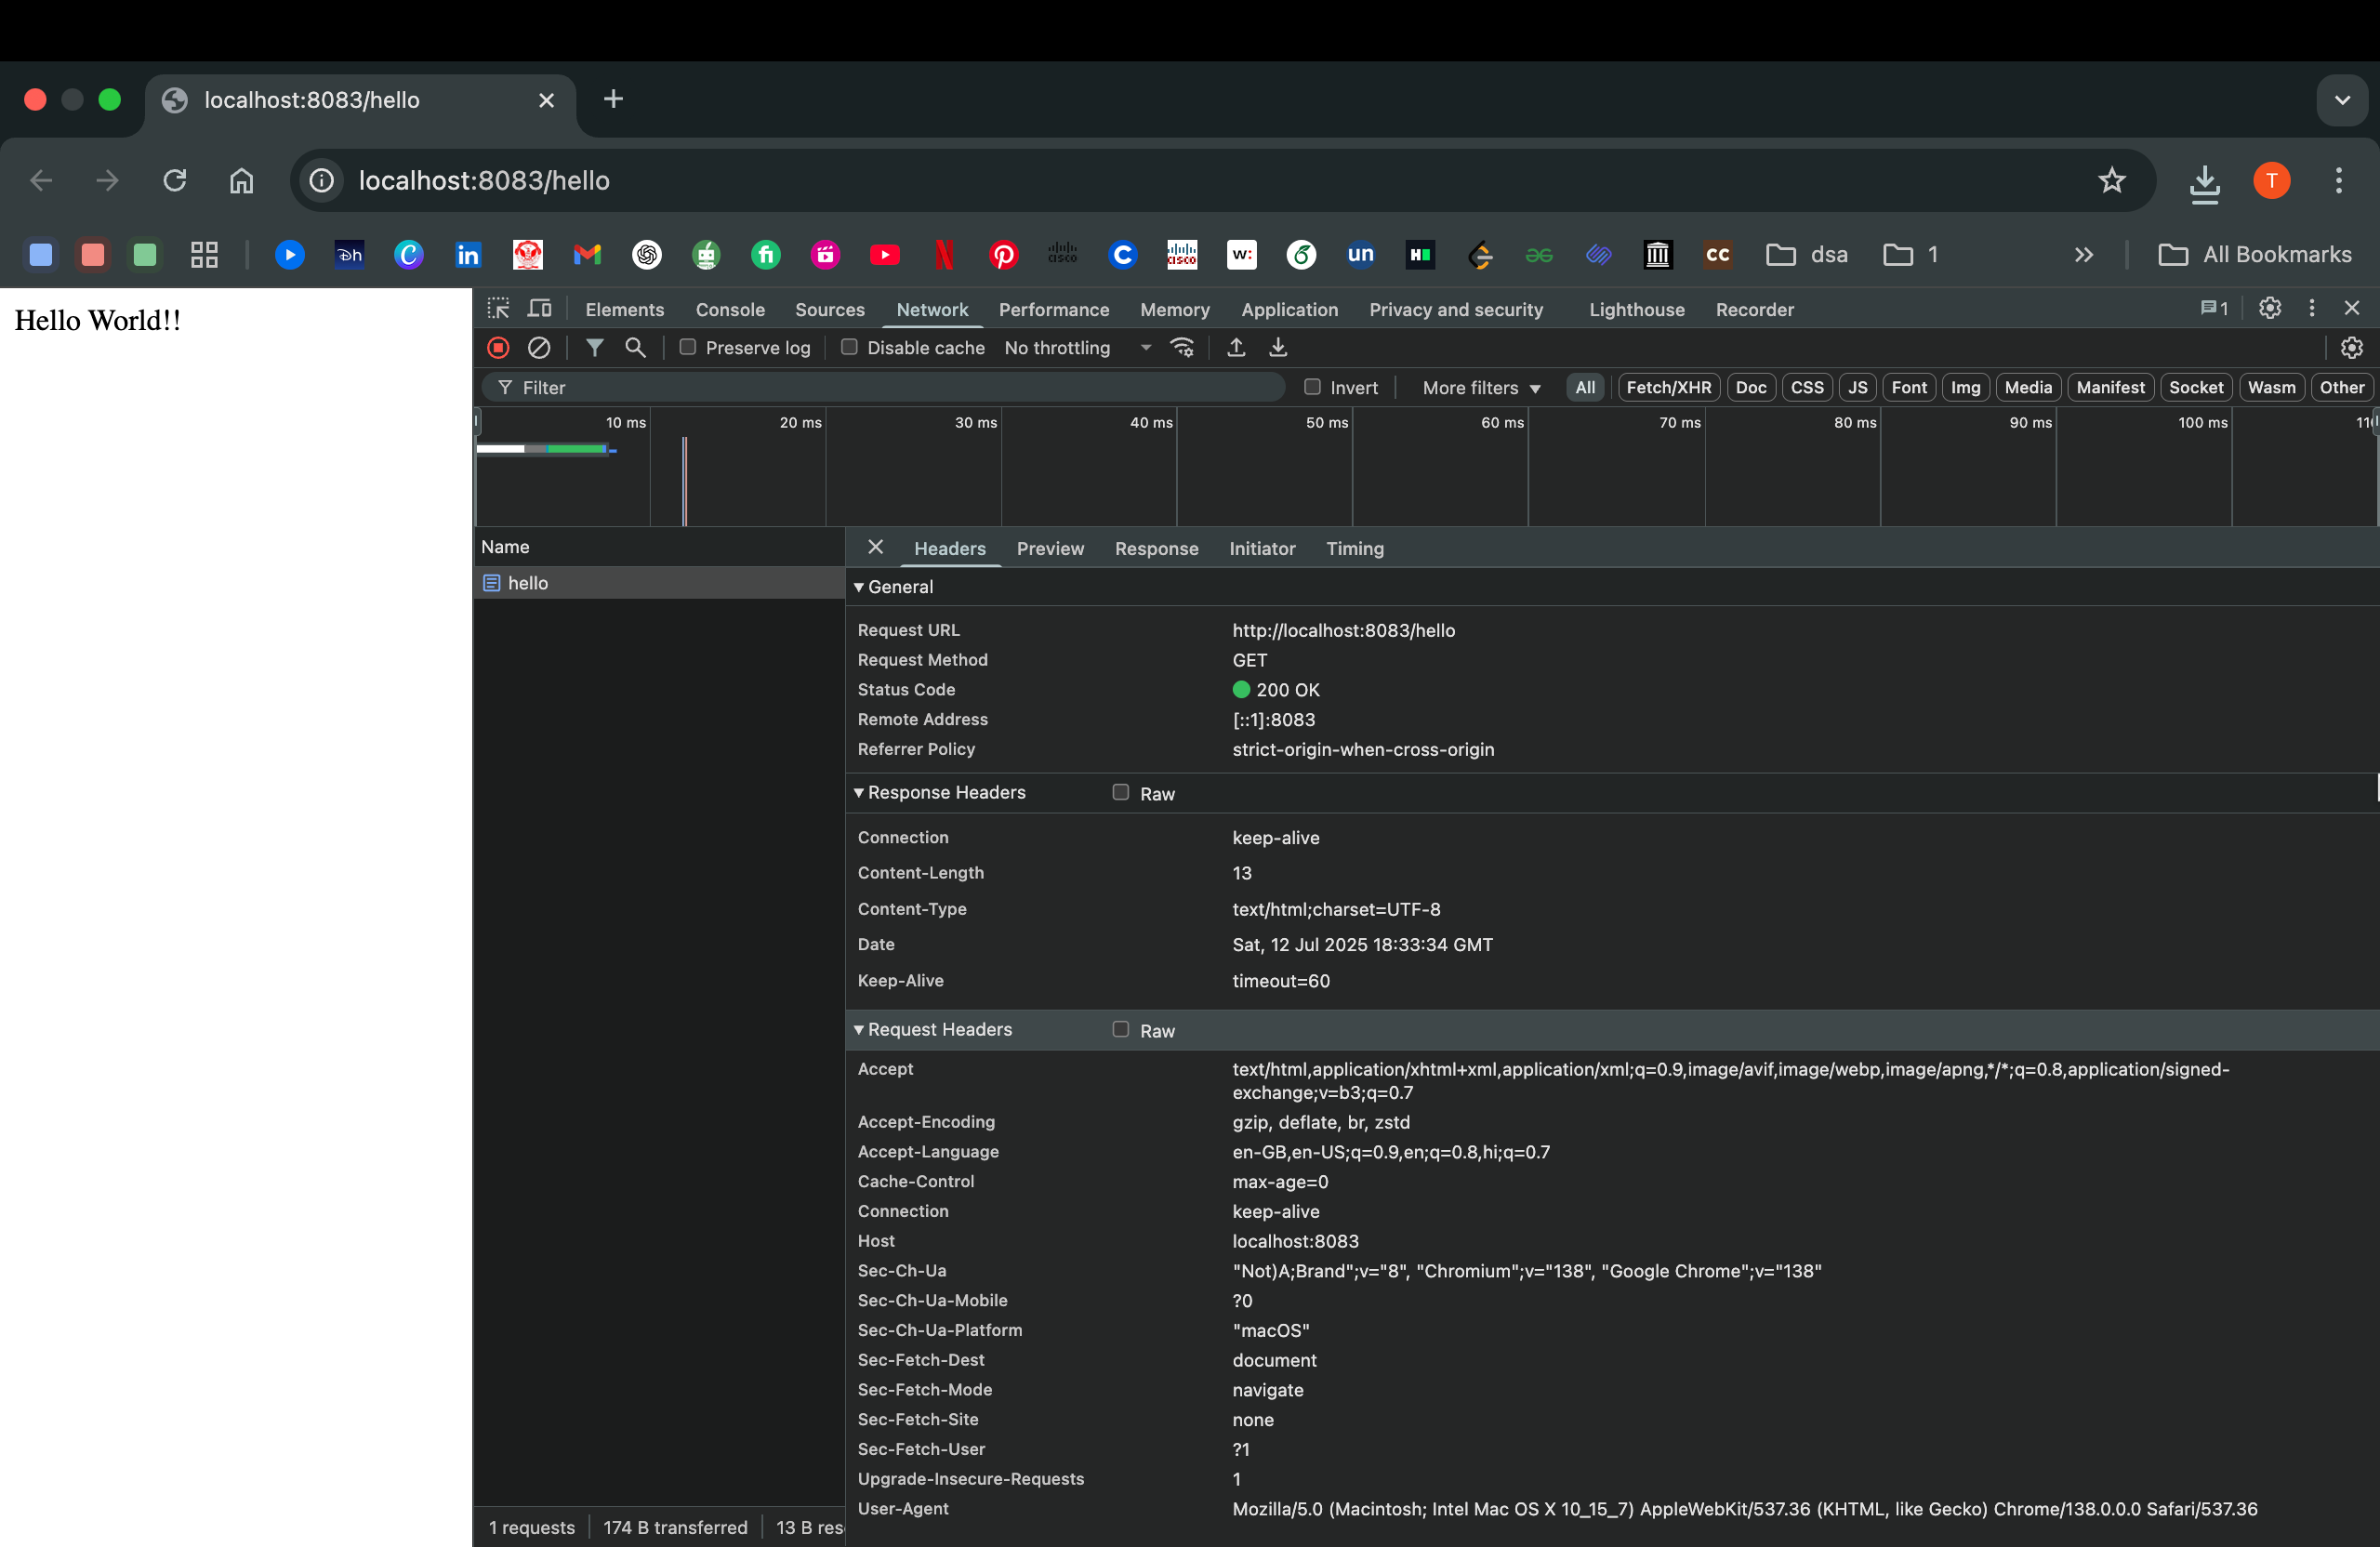 localhost:8083/hello
T
localhost:8083/hello
Dh
C
in
fi
N
CISCO
C
CISCO
w:
un
H
CC
dsa
1
All Bookmarks
Hello World!!
Elements Console Sources Network Performance Memory Application Privacy and security Lighthouse Recorder 1
Preserve log Disable cache No throttling
Filter Invert More filters All Fetch/XHR Doc CSS JS Font Img Media Manifest Socket Wasm Other
10 ms 20 ms 30 ms 40 ms 50 ms 60 ms 70 ms 80 ms 90 ms 100 ms
Name
hello
Headers Preview Response Initiator Timing
General
Request URL http://localhost:8083/hello
Request Method GET
Status Code 200 OK
Remote Address [::1]:8083
Referrer Policy strict-origin-when-cross-origin
Response Headers Raw
Connection keep-alive
Content-Length 13
Content-Type text/html;charset=UTF-8
Date Sat, 12 Jul 2025 18:33:34 GMT
Keep-Alive timeout=60
Request Headers Raw
Accept text/html,application/xhtml+xml,application/xml;q=0.9,image/avif,image/webp,image/apng,*/*;q=0.8,application/signed-
exchange;v=b3;q=0.7
Accept-Encoding gzip, deflate, br, zstd
Accept-Language en-GB,en-US;q=0.9,en;q=0.8,hi;q=0.7
Cache-Control max-age=0
Connection keep-alive
Host localhost:8083
Sec-Ch-Ua "Not)A;Brand";v="8", "Chromium";v="138", "Google Chrome";v="138"
Sec-Ch-Ua-Mobile ?0
Sec-Ch-Ua-Platform "macOS"
Sec-Fetch-Dest document
Sec-Fetch-Mode navigate
Sec-Fetch-Site none
Sec-Fetch-User ?1
Upgrade-Insecure-Requests 1
User-Agent Mozilla/5.0 (Macintosh; Intel Mac OS X 10_15_7) AppleWebKit/537.36 (KHTML, like Gecko) Chrome/138.0.0.0 Safari/537.36
1 requests 174 B transferred 13 B res